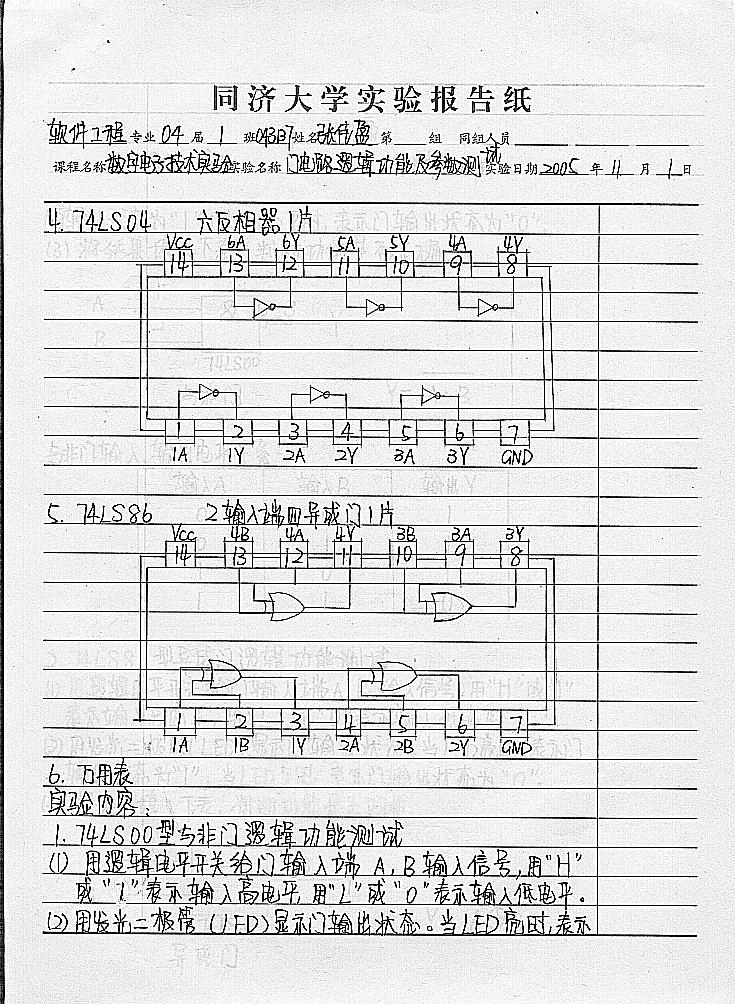 同济大学实验报告纸
软件工程 专业 04 届 1 班 043137 姓名 张伟 第 组 同组人员
课程名称 数字电子技术实验 实验名称 门电路逻辑功能及参数测试 实验日期 2005 年 11 月 1 日
4. 74LS04 六反相器1片
Vcc 6A 6Y 5A 5Y 4A 4Y
14 13 12 11 10 9 8
1 2 3 4 5 6 7
1A 1Y 2A 2Y 3A 3Y GND
5. 74LS86 2输入端四异或门1片
Vcc 4B 4A 4Y 3B 3A 3Y
14 13 12 11 10 9 8
1 2 3 4 5 6 7
1A 1B 1Y 2A 2B 2Y GND
6. 万用表
实验内容：
1. 74LS00型与非门逻辑功能测试
(1) 用逻辑电平开关给门输入端 A, B 输入信号,用"H"
或"1"表示输入高电平,用"L"或"0"表示输入低电平。
(2) 用发光二极管(LED)显示门输出状态。当LED亮时,表示